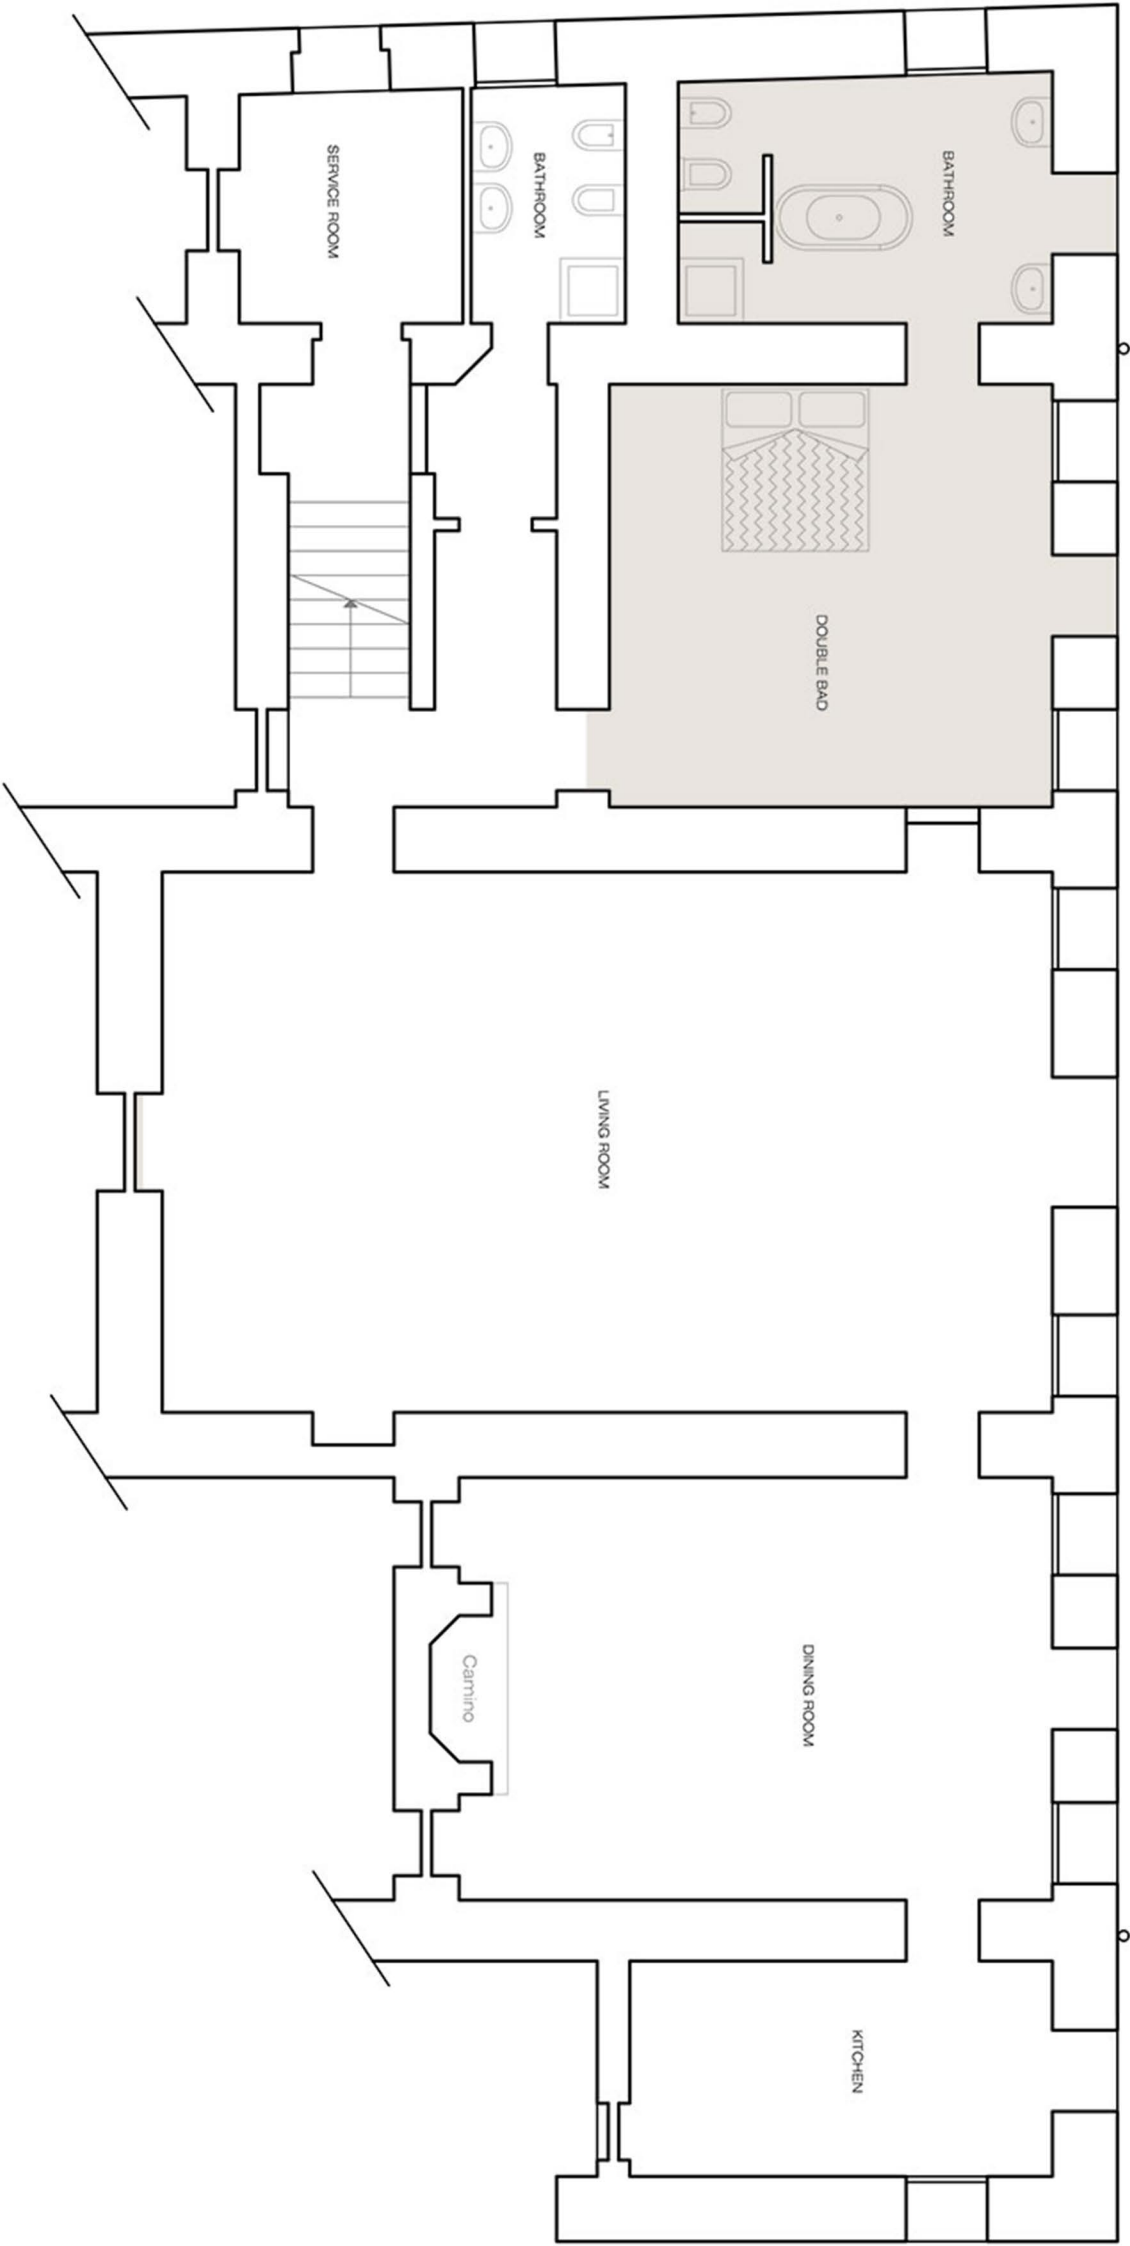 SERVICE ROOM
BATHROOM
BATHROOM
DOUBLE BAD
LIVING ROOM
DINING ROOM
Camino
KITCHEN